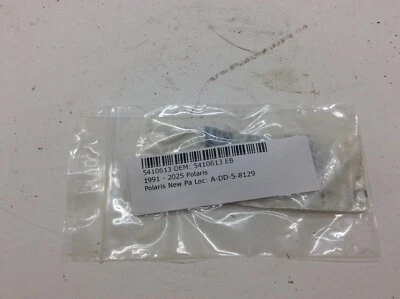 5410613 OEM: 5410613 EB
1991 - 2025 Polaris
Polaris New Pa Loc: A-DD-5-8129